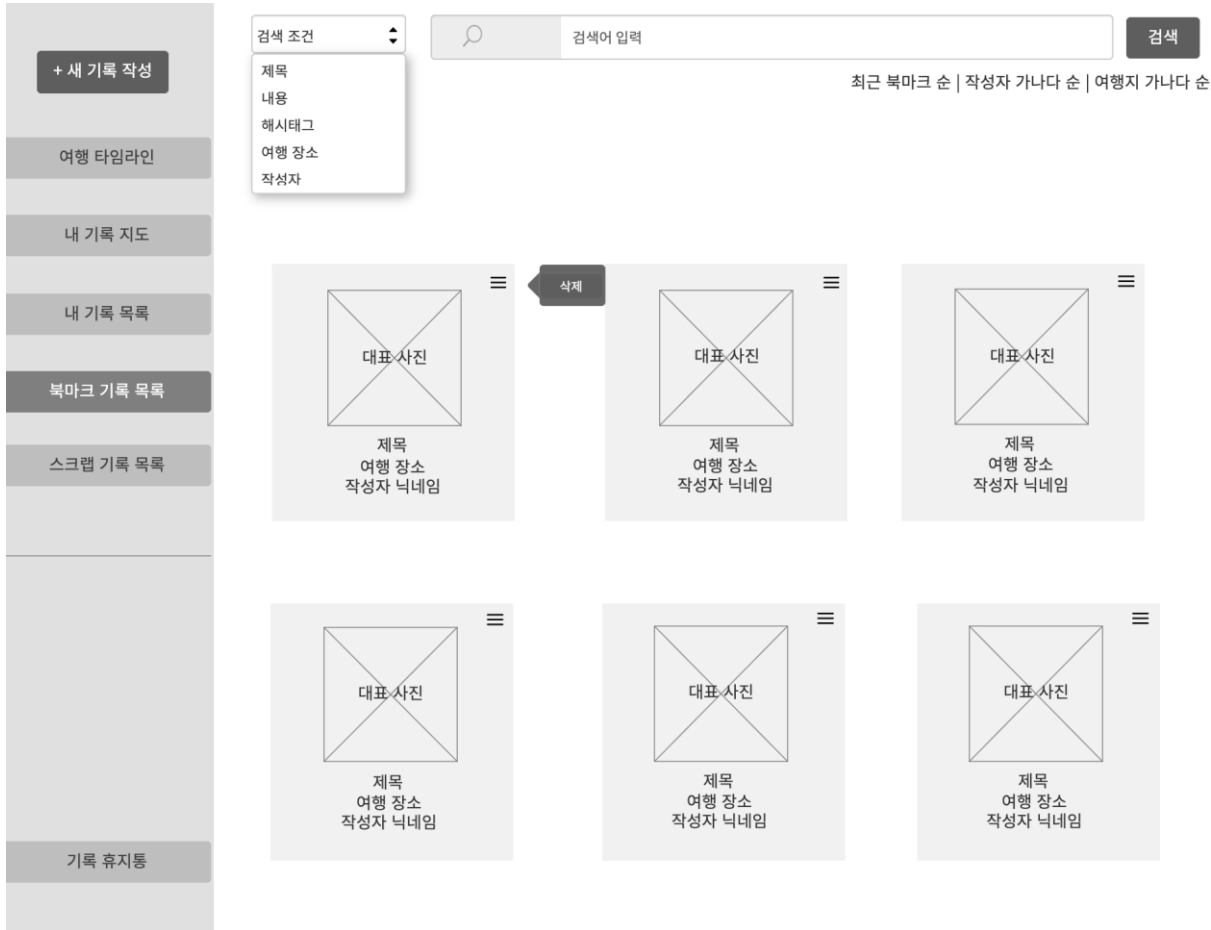 + 새 기록 작성
여행 타임라인
내 기록 지도
내 기록 목록
북마크 기록 목록
스크랩 기록 목록
기록 휴지통
검색 조건
검색어 입력
검색
제목
내용
해시태그
여행 장소
작성자
최근 북마크 순 | 작성자 가나다 순 | 여행지 가나다 순
삭제
대표 사진
제목
여행 장소
작성자 닉네임
대표 사진
제목
여행 장소
작성자 닉네임
대표 사진
제목
여행 장소
작성자 닉네임
대표 사진
제목
여행 장소
작성자 닉네임
대표 사진
제목
여행 장소
작성자 닉네임
대표 사진
제목
여행 장소
작성자 닉네임